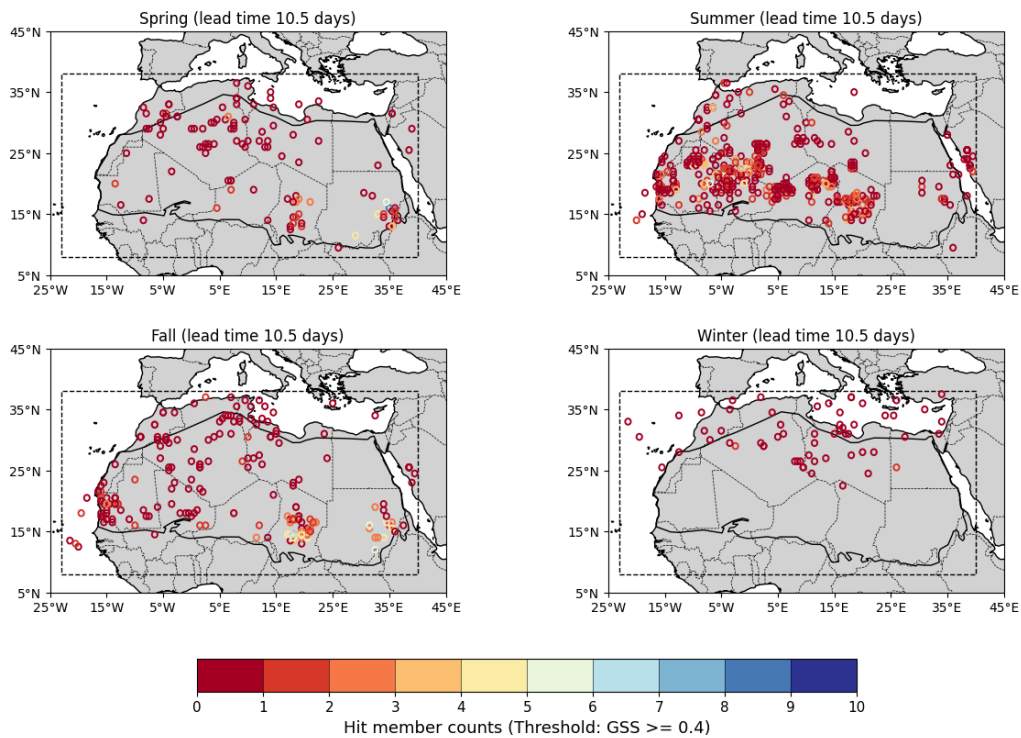 Spring (lead time 10.5 days)
Summer (lead time 10.5 days)
45°N
35°N
25°N
15°N
5°N
25°W 15°W 5°W 5°E 15°E 25°E 35°E 45°E
45°N
35°N
25°N
15°N
5°N
25°W 15°W 5°W 5°E 15°E 25°E 35°E 45°E
Fall (lead time 10.5 days)
Winter (lead time 10.5 days)
45°N
35°N
25°N
15°N
5°N
25°W 15°W 5°W 5°E 15°E 25°E 35°E 45°E
45°N
35°N
25°N
15°N
5°N
25°W 15°W 5°W 5°E 15°E 25°E 35°E 45°E
0 1 2 3 4 5 6 7 8 9 10
Hit member counts (Threshold: GSS >= 0.4)